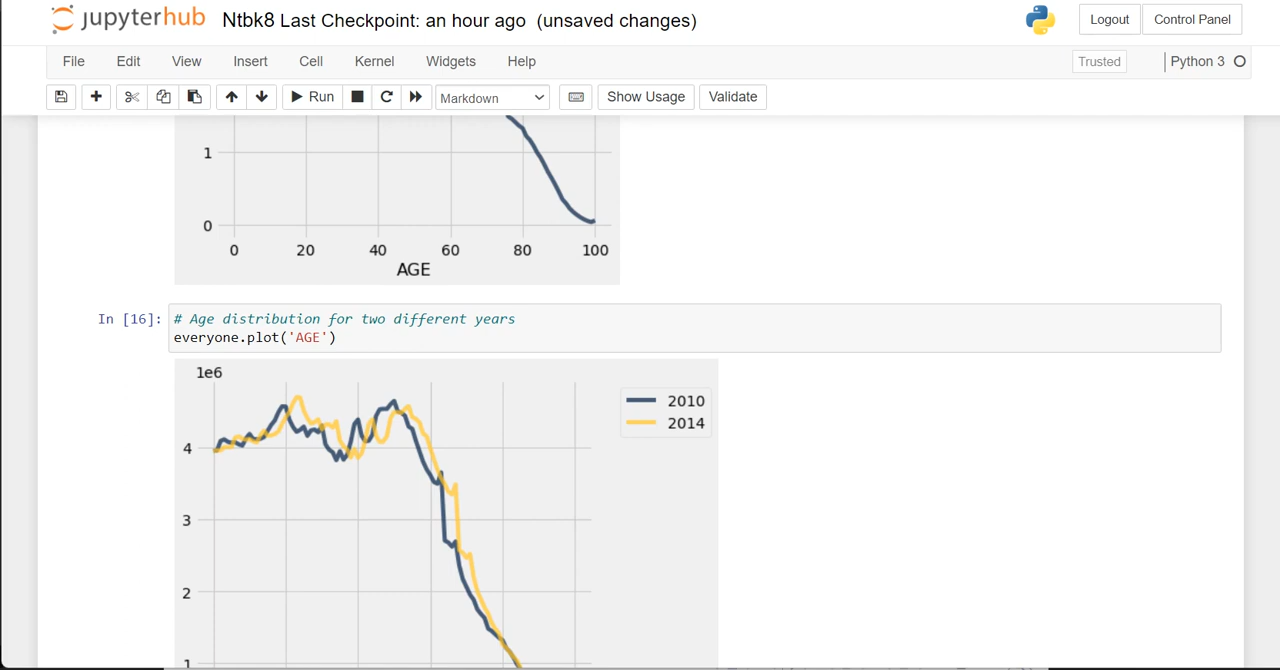 jupyterhub Ntbk8 Last Checkpoint: an hour ago (unsaved changes) Logout Control Panel
File Edit View Insert Cell Kernel Widgets Help Trusted Python 3
Run Markdown Show Usage Validate
1
0
0 20 40 60 80 100
AGE
In [16]: # Age distribution for two different years
everyone.plot('AGE')
1e6
2010
2014
4
3
2
1